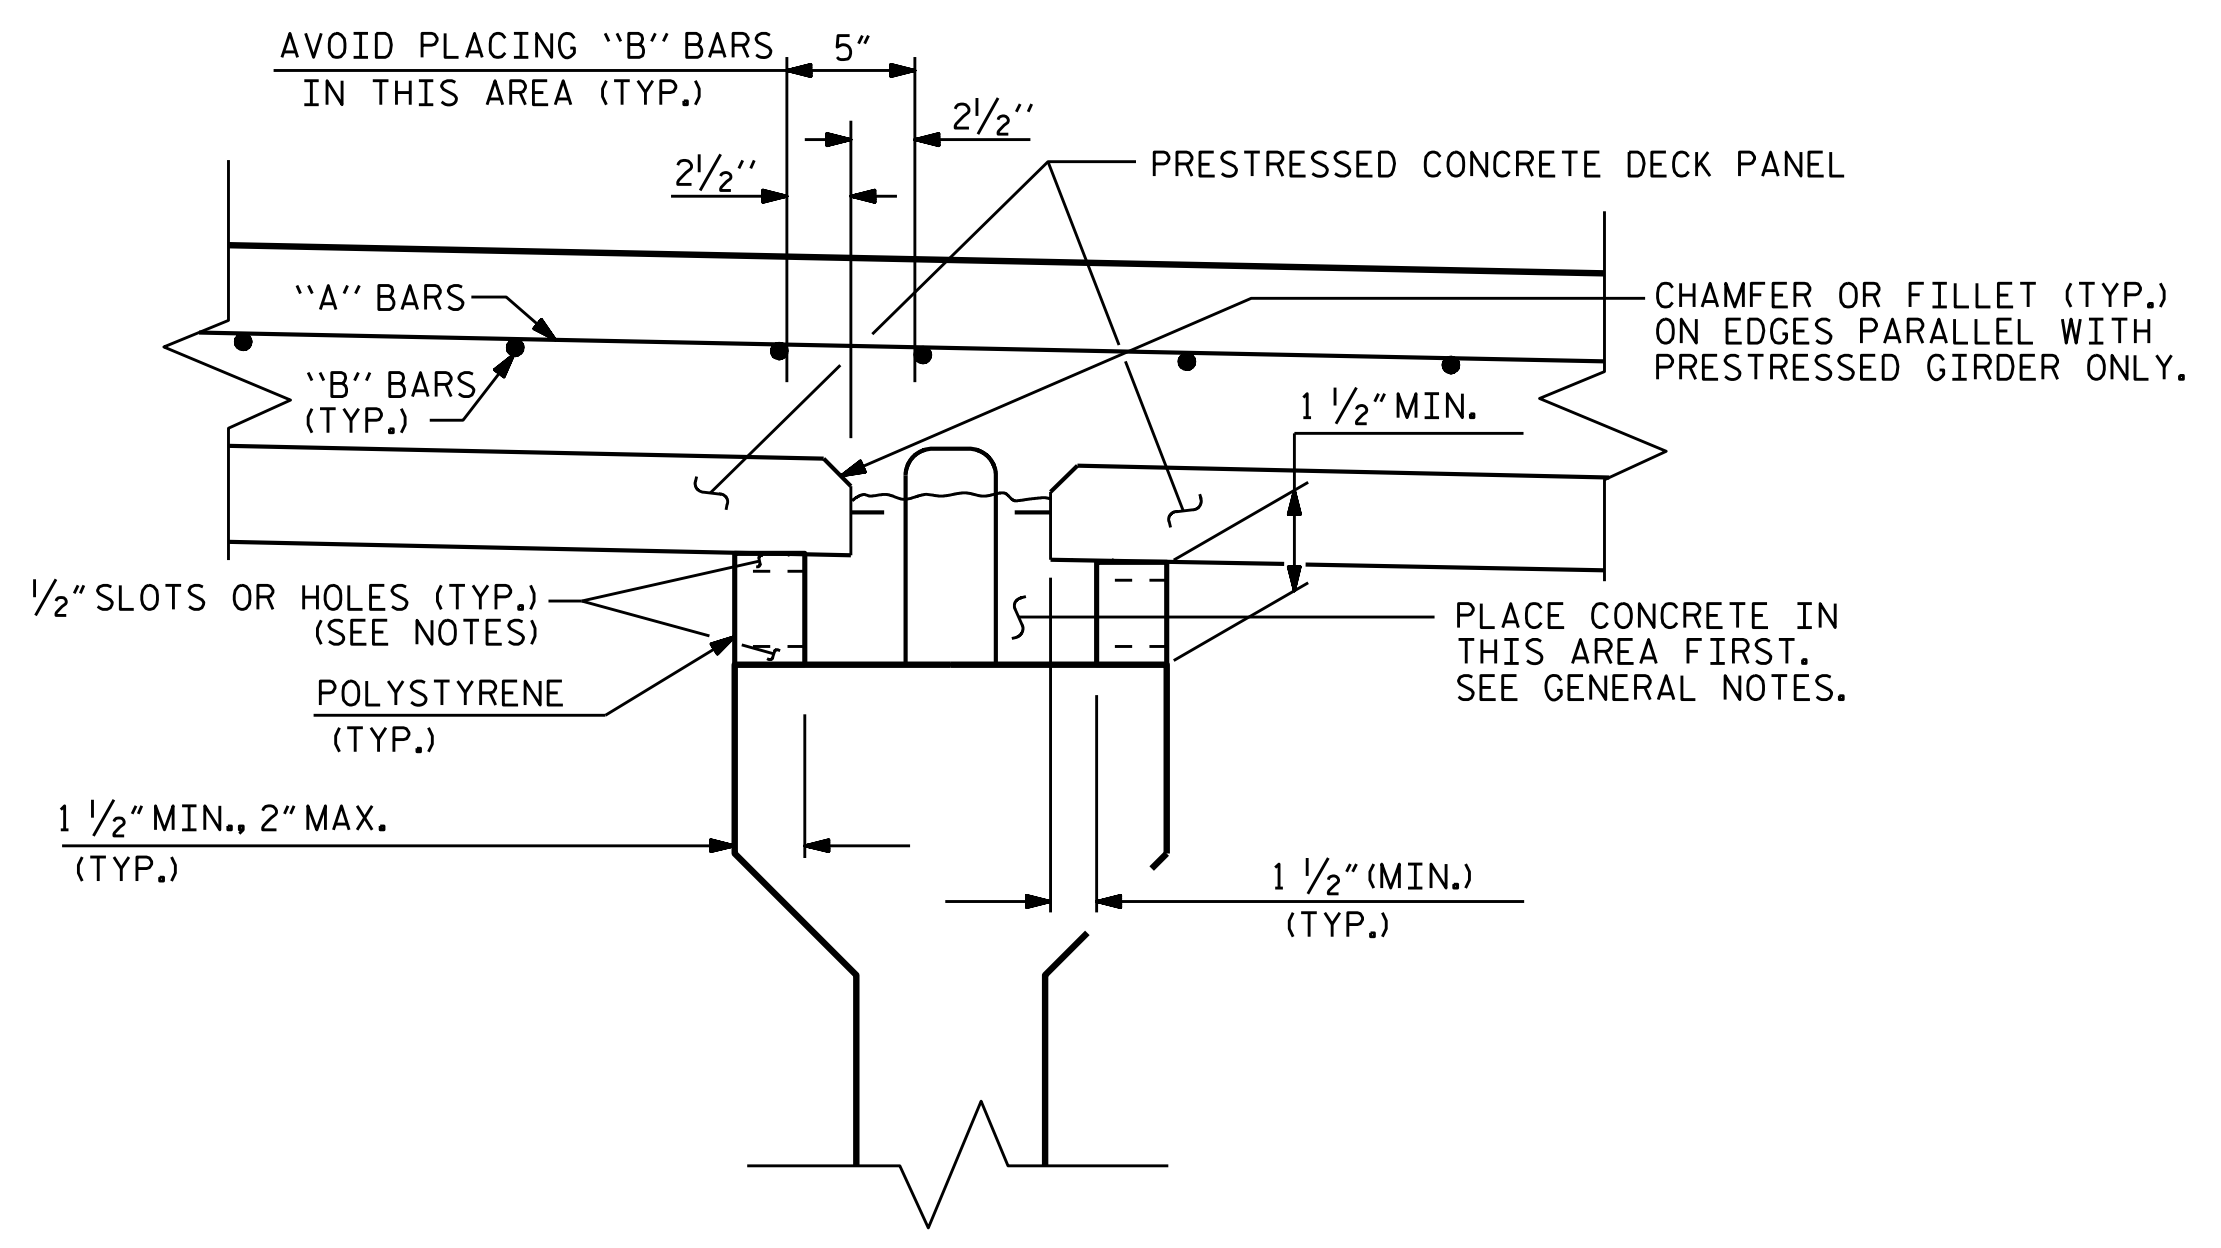 AVOID PLACING "B" BARS
IN THIS AREA (TYP.)
5"
2½"
2½"
PRESTRESSED CONCRETE DECK PANEL
"A" BARS
CHAMFER OR FILLET (TYP.)
ON EDGES PARALLEL WITH
PRESTRESSED GIRDER ONLY.
"B" BARS
(TYP.)
1 ½" MIN.
½" SLOTS OR HOLES (TYP.)
(SEE NOTES)
PLACE CONCRETE IN
THIS AREA FIRST.
SEE GENERAL NOTES.
POLYSTYRENE
(TYP.)
1 ½" MIN., 2" MAX.
(TYP.)
1 ½" (MIN.)
(TYP.)